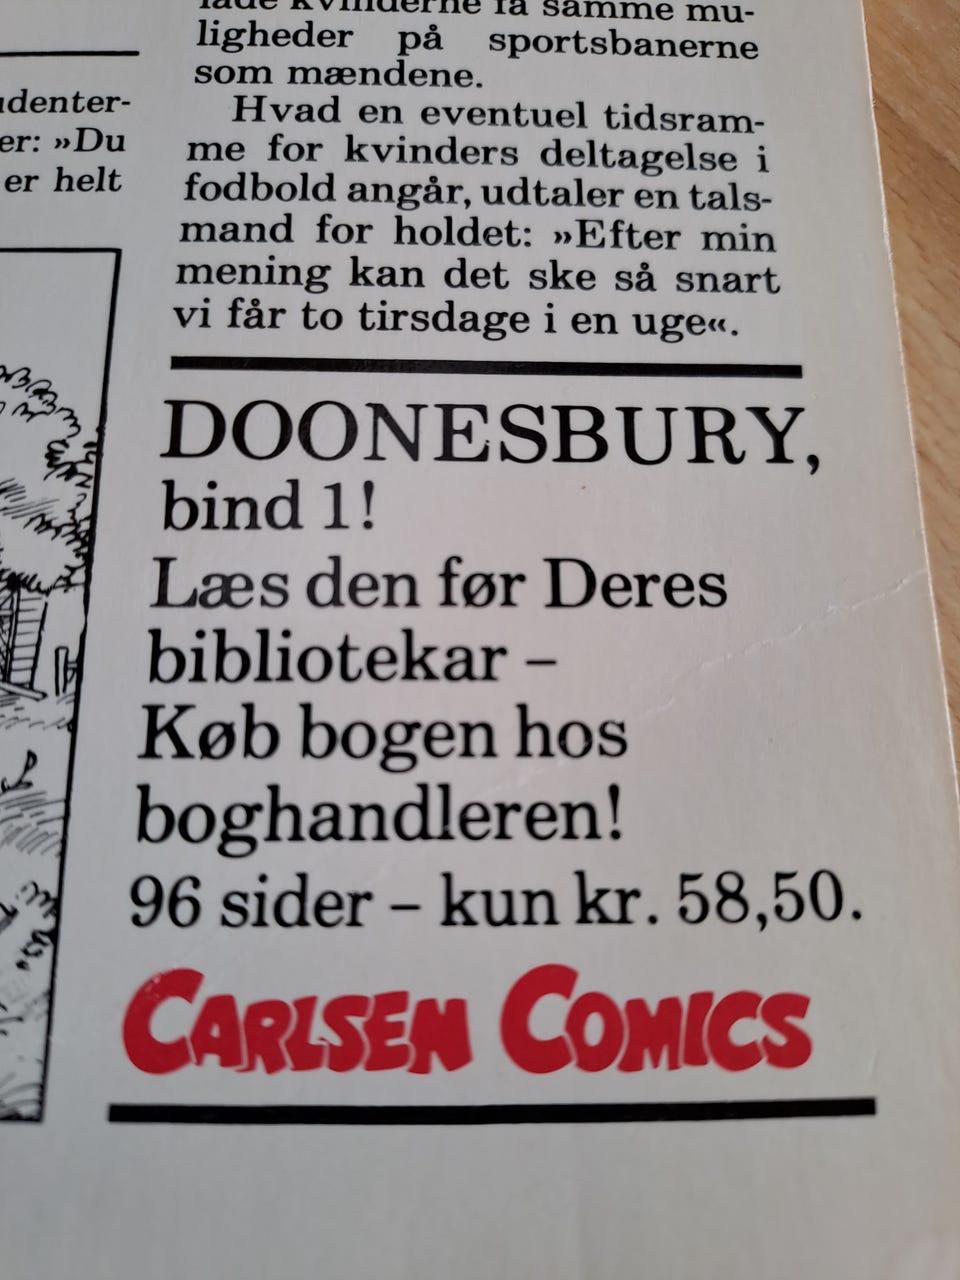 udenter-
er: »Du
er helt
lade kvinderne få samme mu-
ligheder på sportsbanerne
som mændene.
Hvad en eventuel tidsram-
me for kvinders deltagelse i
fodbold angår, udtaler en tals-
mand for holdet: »Efter min
mening kan det ske så snart
vi får to tirsdage i en uge«.
DOONESBURY,
bind 1!
Læs den før Deres
bibliotekar –
Køb bogen hos
boghandleren!
96 sider – kun kr. 58,50.
CARLSEN COMICS